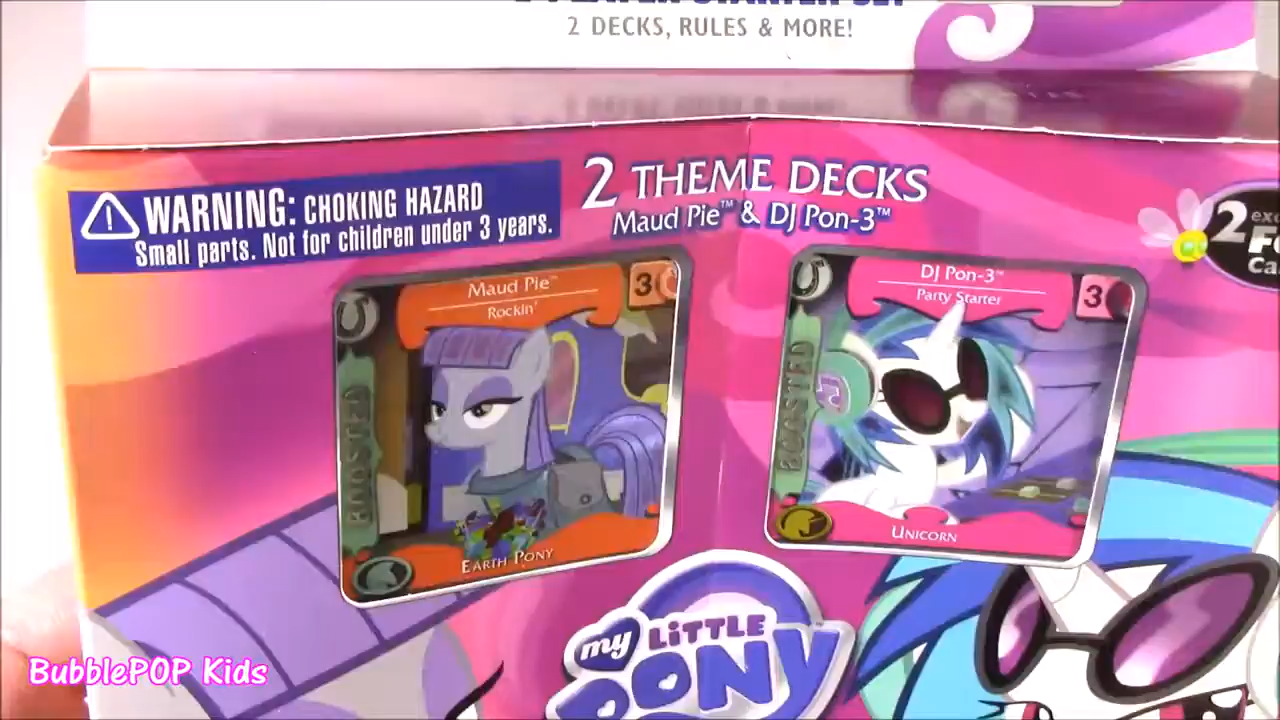 2 DECKS, RULES & MORE!
WARNING: CHOKING HAZARD
Small parts. Not for children under 3 years.
2 THEME DECKS
Maud Pie™ & DJ Pon-3™
2
Maud Pie™
Rockin'
3
BOOSTED
EARTH PONY
DJ Pon-3™
Party Starter
3
BOOSTED
UNICORN
my LiTTLE
PONY
BubblePOP Kids